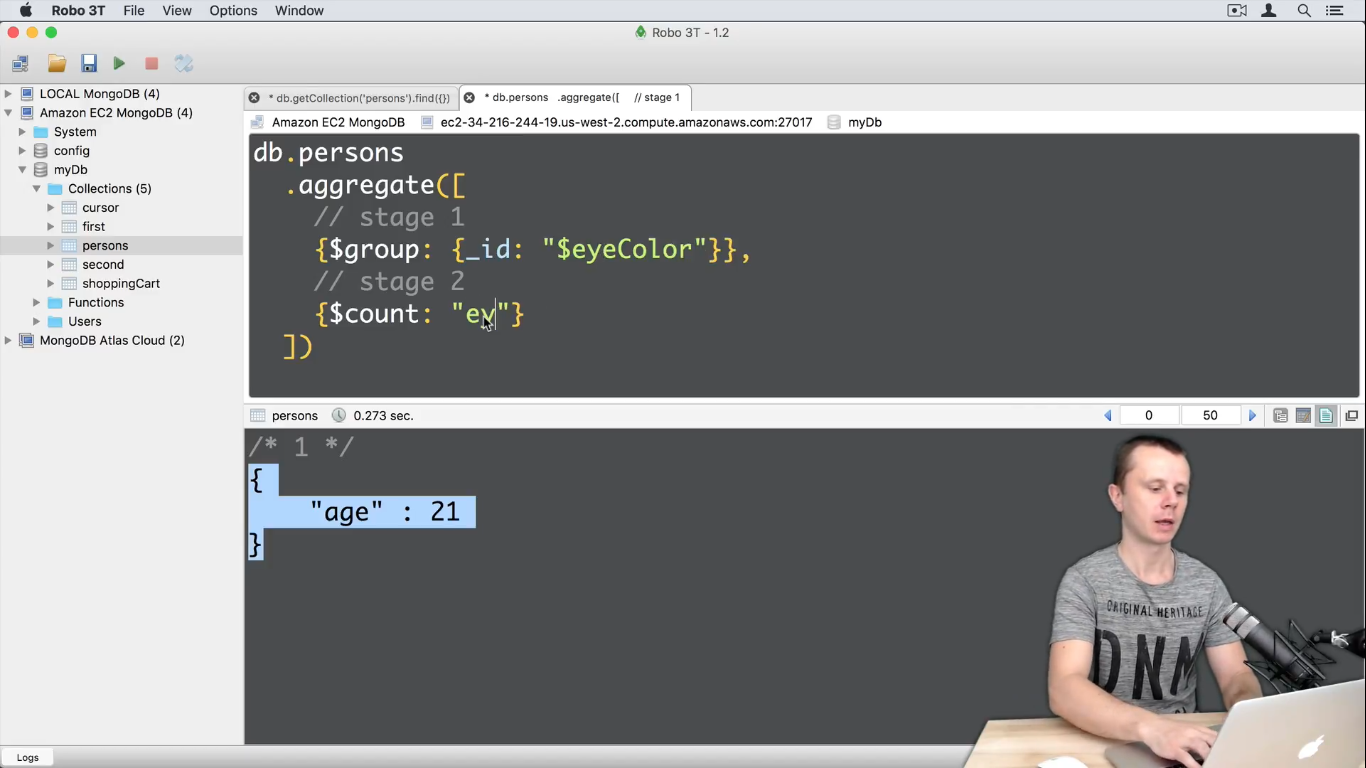 Robo 3T File View Options Window
Robo 3T - 1.2
LOCAL MongoDB (4)
Amazon EC2 MongoDB (4)
System
config
myDb
Collections (5)
cursor
first
persons
second
shoppingCart
Functions
Users
MongoDB Atlas Cloud (2)
* db.getCollection('persons').find({}) * db.persons .aggregate([ // stage 1
Amazon EC2 MongoDB ec2-34-216-244-19.us-west-2.compute.amazonaws.com:27017 myDb
db.persons
.aggregate([
// stage 1
{$group: {_id: "$eyeColor"}},
// stage 2
{$count: "ey"}
])
persons 0.273 sec. 0 50
/* 1 */
{
"age" : 21
}
ORIGINAL HERITAGE
DNM
Logs